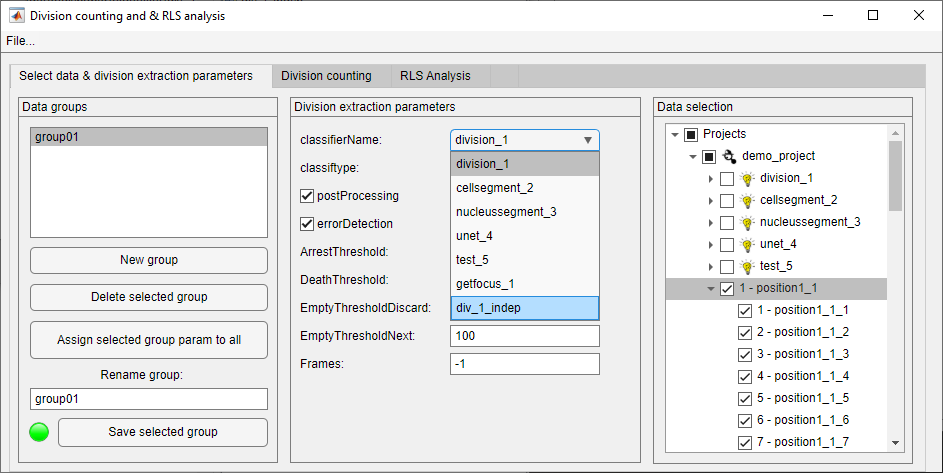 Division counting and & RLS analysis
File...
Select data & division extraction parameters
Division counting
RLS Analysis
Data groups
group01
New group
Delete selected group
Assign selected group param to all
Rename group:
group01
Save selected group
Division extraction parameters
classifierName:
division_1
division_1
cellsegment_2
nucleussegment_3
unet_4
test_5
getfocus_1
div_1_indep
classiftype:
postProcessing
errorDetection
ArrestThreshold:
DeathThreshold:
EmptyThresholdDiscard:
EmptyThresholdNext:
100
Frames:
-1
Data selection
Projects
demo_project
division_1
cellsegment_2
nucleussegment_3
unet_4
test_5
1 - position1_1
1 - position1_1_1
2 - position1_1_2
3 - position1_1_3
4 - position1_1_4
5 - position1_1_5
6 - position1_1_6
7 - position1_1_7